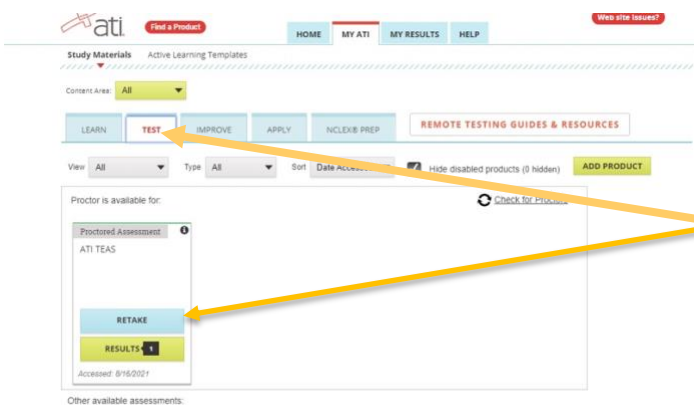 ati Find a Product HOME MY ATI MY RESULTS HELP Web site Issues?
Study Materials Active Learning Templates
Content Area: All
LEARN TEST IMPROVE APPLY NCLEX® PREP REMOTE TESTING GUIDES & RESOURCES
View All Type All Sort Date Hide disabled products (0 hidden) ADD PRODUCT
Proctor is available for: Check for
Proctored Assessment
ATI TEAS
RETAKE
RESULTS 1
Accessed: 8/16/2021
Other available assessments: